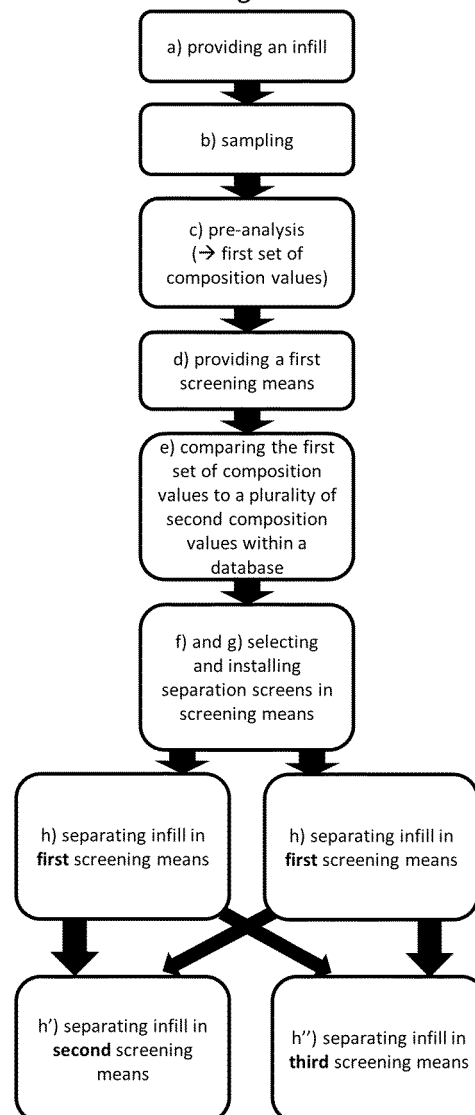 a) providing an infill
b) sampling
c) pre-analysis
(→ first set of
composition values)
d) providing a first
screening means
e) comparing the first
set of composition
values to a plurality of
second composition
values within a
database
f) and g) selecting
and installing
separation screens in
screening means
h) separating infill in
first screening means
h) separating infill in
first screening means
h') separating infill in
second screening
means
h'') separating infill in
third screening means